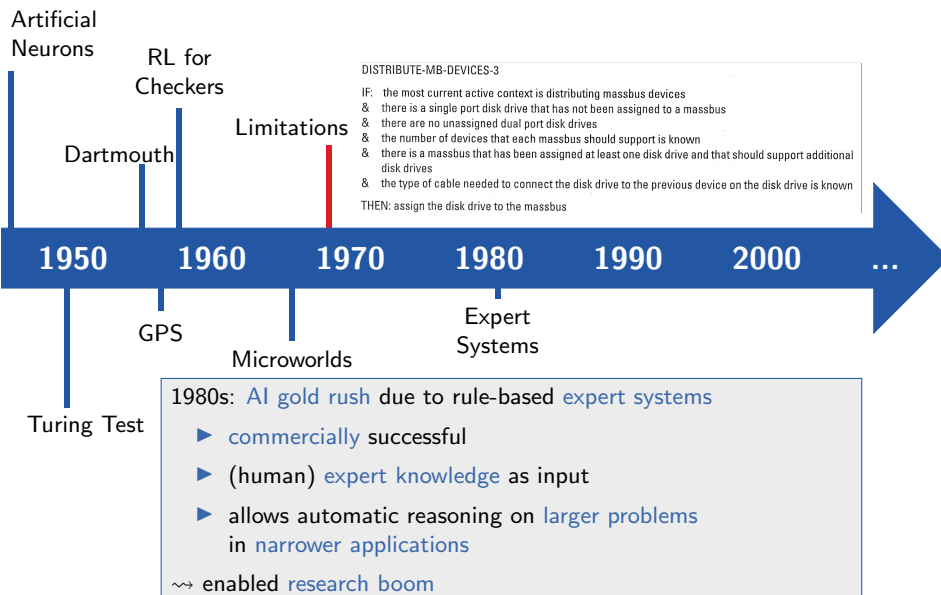 Artificial
Neurons
RL for
Checkers
Limitations
Dartmouth
DISTRIBUTE-MB-DEVICES-3
IF: the most current active context is distributing massbus devices
& there is a single port disk drive that has not been assigned to a massbus
& there are no unassigned dual port disk drives
& the number of devices that each massbus should support is known
& there is a massbus that has been assigned at least one disk drive and that should support additional
disk drives
& the type of cable needed to connect the disk drive to the previous device on the disk drive is known
THEN: assign the disk drive to the massbus
1950 1960 1970 1980 1990 2000 ...
GPS
Microworlds
Expert
Systems
Turing Test
1980s: AI gold rush due to rule-based expert systems
▶ commercially successful
▶ (human) expert knowledge as input
▶ allows automatic reasoning on larger problems
in narrower applications
⇝ enabled research boom